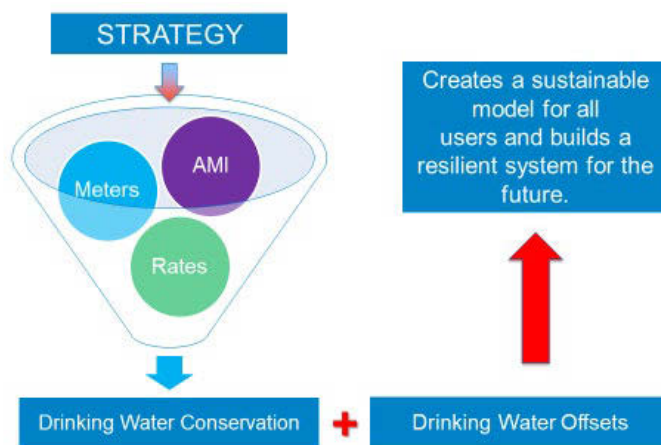 STRATEGY
AMI
Meters
Rates
Creates a sustainable
model for all
users and builds a
resilient system for the
future.
Drinking Water Conservation
+
Drinking Water Offsets